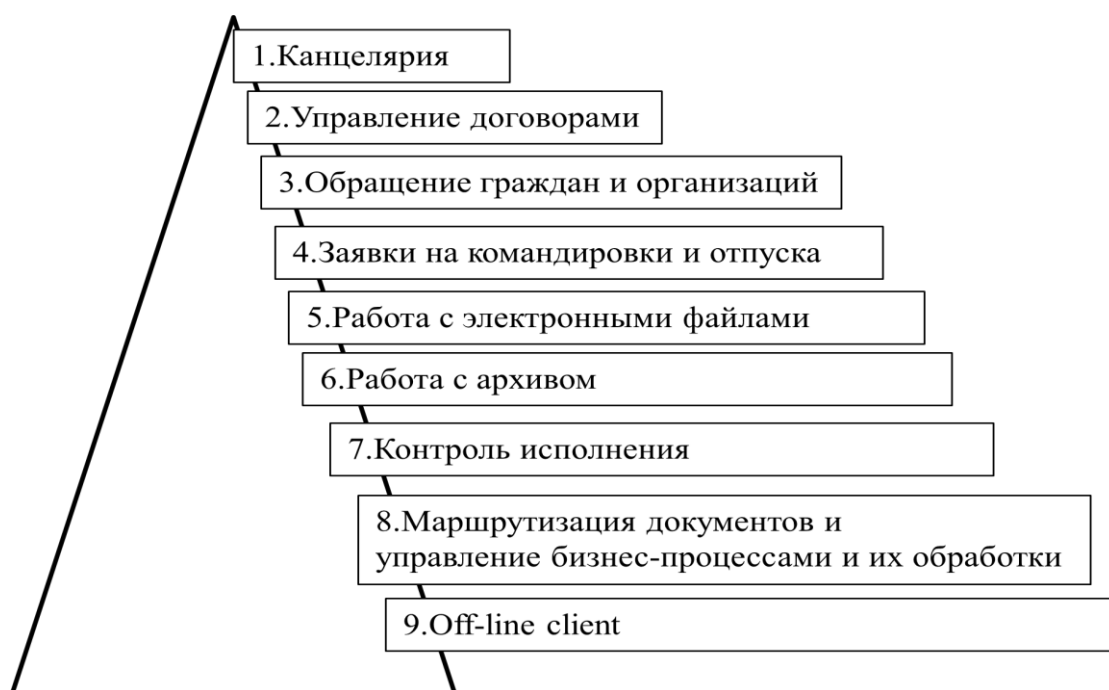 1.Канцелярия
2.Управление договорами
3.Обращение граждан и организаций
4.Заявки на командировки и отпуска
5.Работа с электронными файлами
6.Работа с архивом
7.Контроль исполнения
8.Маршрутизация документов и
управление бизнес-процессами и их обработки
9.Off-line client